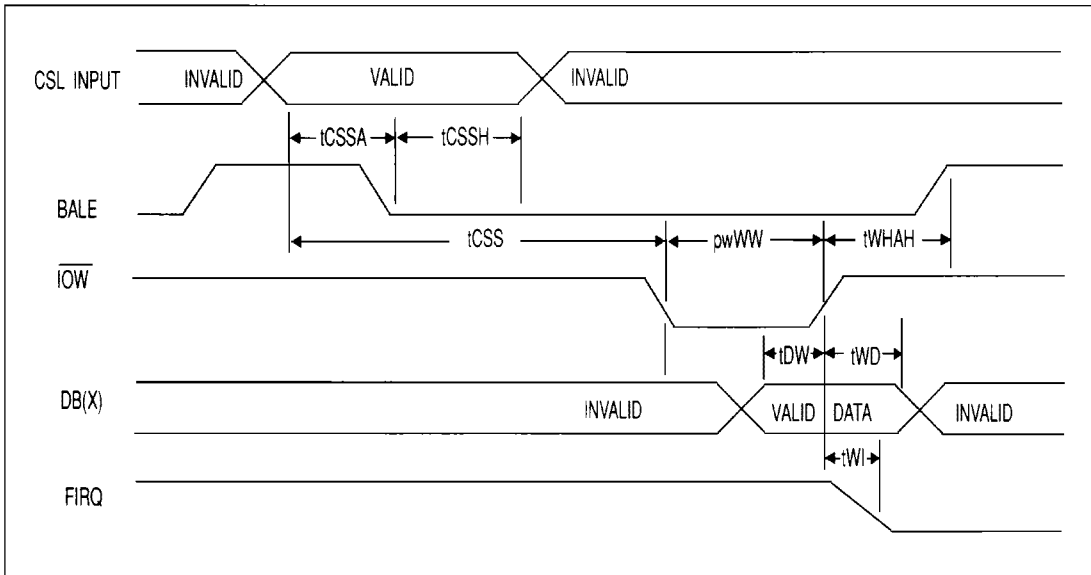 CSL INPUT INVALID VALID INVALID
tCSSA tCSSH
BALE
tCSS pwWW tWHAH
IOW
tDW tWD
DB(X) INVALID VALID DATA INVALID
tWI
FIRQ